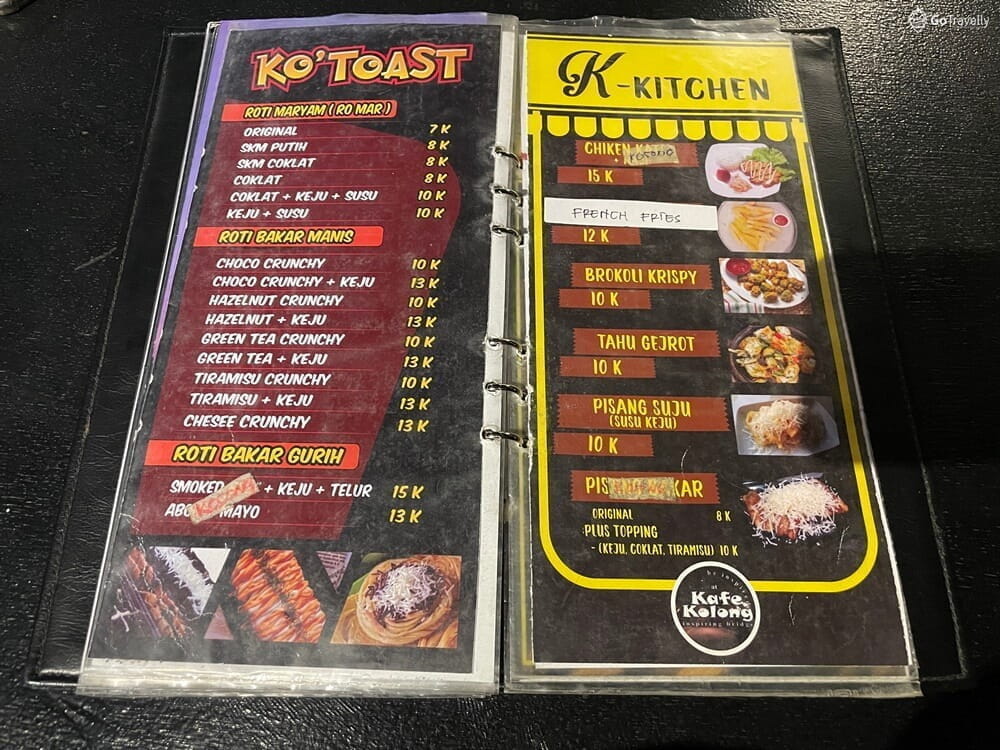 GoTravelly
KO'TOAST
ROTI MARYAM ( RO MAR )
ORIGINAL 7 K
SKM PUTIH 8 K
SKM COKLAT 8 K
COKLAT 8 K
COKLAT + KEJU + SUSU 10 K
KEJU + SUSU 10 K
ROTI BAKAR MANIS
CHOCO CRUNCHY 10 K
CHOCO CRUNCHY + KEJU 13 K
HAZELNUT CRUNCHY 10 K
HAZELNUT + KEJU 13 K
GREEN TEA CRUNCHY 10 K
GREEN TEA + KEJU 13 K
TIRAMISU CRUNCHY 10 K
TIRAMISU + KEJU 13 K
CHESEE CRUNCHY 13 K
ROTI BAKAR GURIH
SMOKED + KEJU + TELUR 15 K
KOSONG
MAYO 13 K
K-KITCHEN
CHIKEN
KOSONG
15 K
FRENCH FRIES
12 K
BROKOLI KRISPY
10 K
TAHU GEJROT
10 K
PISANG SUJU
(SUSU KEJU)
10 K
ORIGINAL 8 K
PLUS TOPPING
- (KEJU, COKLAT, TIRAMISU) 10 K
be inspired
at
Kafe
Kolong
inspiring bridge